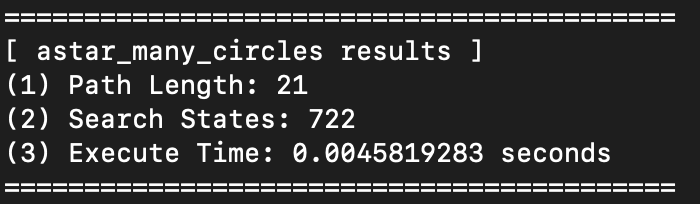 ==========================================
[ astar_many_circles results ]
(1) Path Length: 21
(2) Search States: 722
(3) Execute Time: 0.0045819283 seconds
==========================================